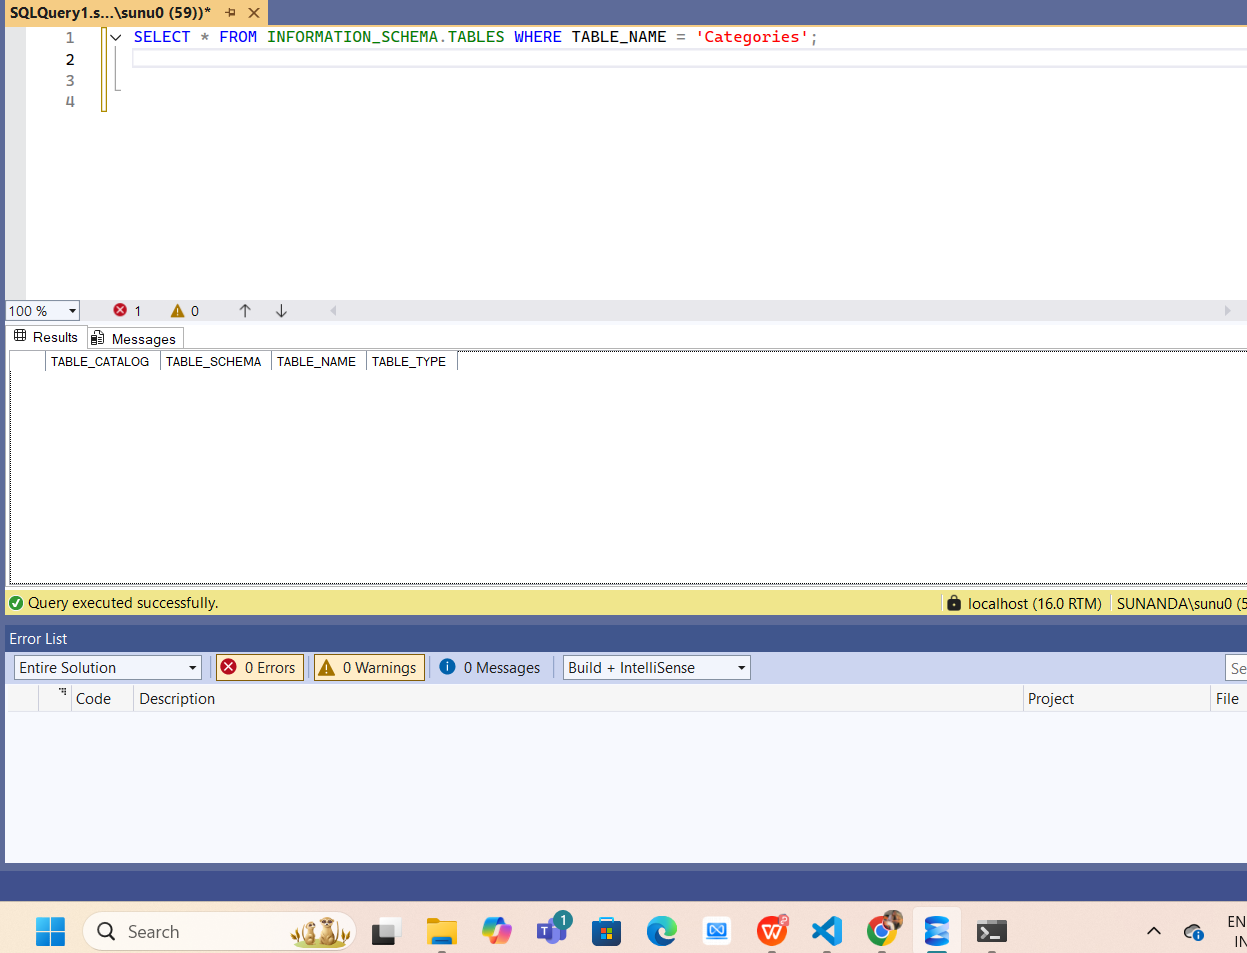 SQLQuery1.s...\sunu0 (59))*
1 SELECT * FROM INFORMATION_SCHEMA.TABLES WHERE TABLE_NAME = 'Categories';
2
3
4
100 % 1 0
Results Messages
TABLE_CATALOG TABLE_SCHEMA TABLE_NAME TABLE_TYPE
Query executed successfully. localhost (16.0 RTM) SUNANDA\sunu0 (5
Error List
Entire Solution 0 Errors 0 Warnings 0 Messages Build + IntelliSense Se
Code Description Project File
Search 1 EN
IN